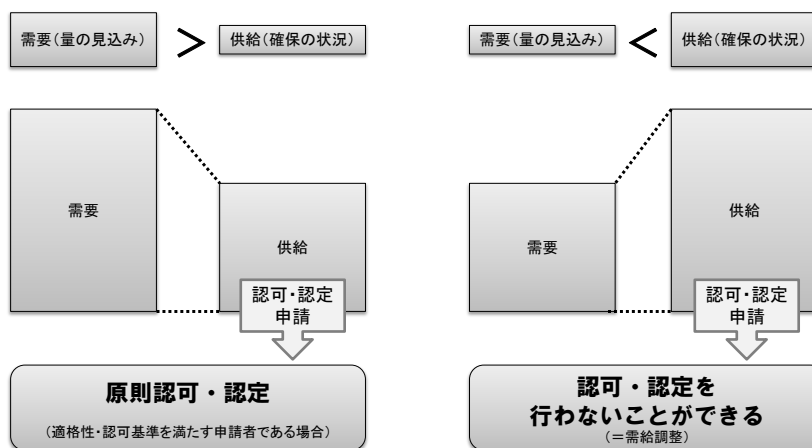 需要(量の見込み) > 供給(確保の状況)
需要
供給
認可・認定
申請
原則認可・認定
(適格性・認可基準を満たす申請者である場合)
需要(量の見込み) < 供給(確保の状況)
需要
供給
認可・認定
申請
認可・認定を
行わないことができる
(=需給調整)